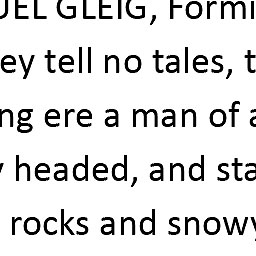 UEL GLEIG, Formi
ey tell no tales, t
ng ere a man of a
y headed, and sta
rocks and snowy